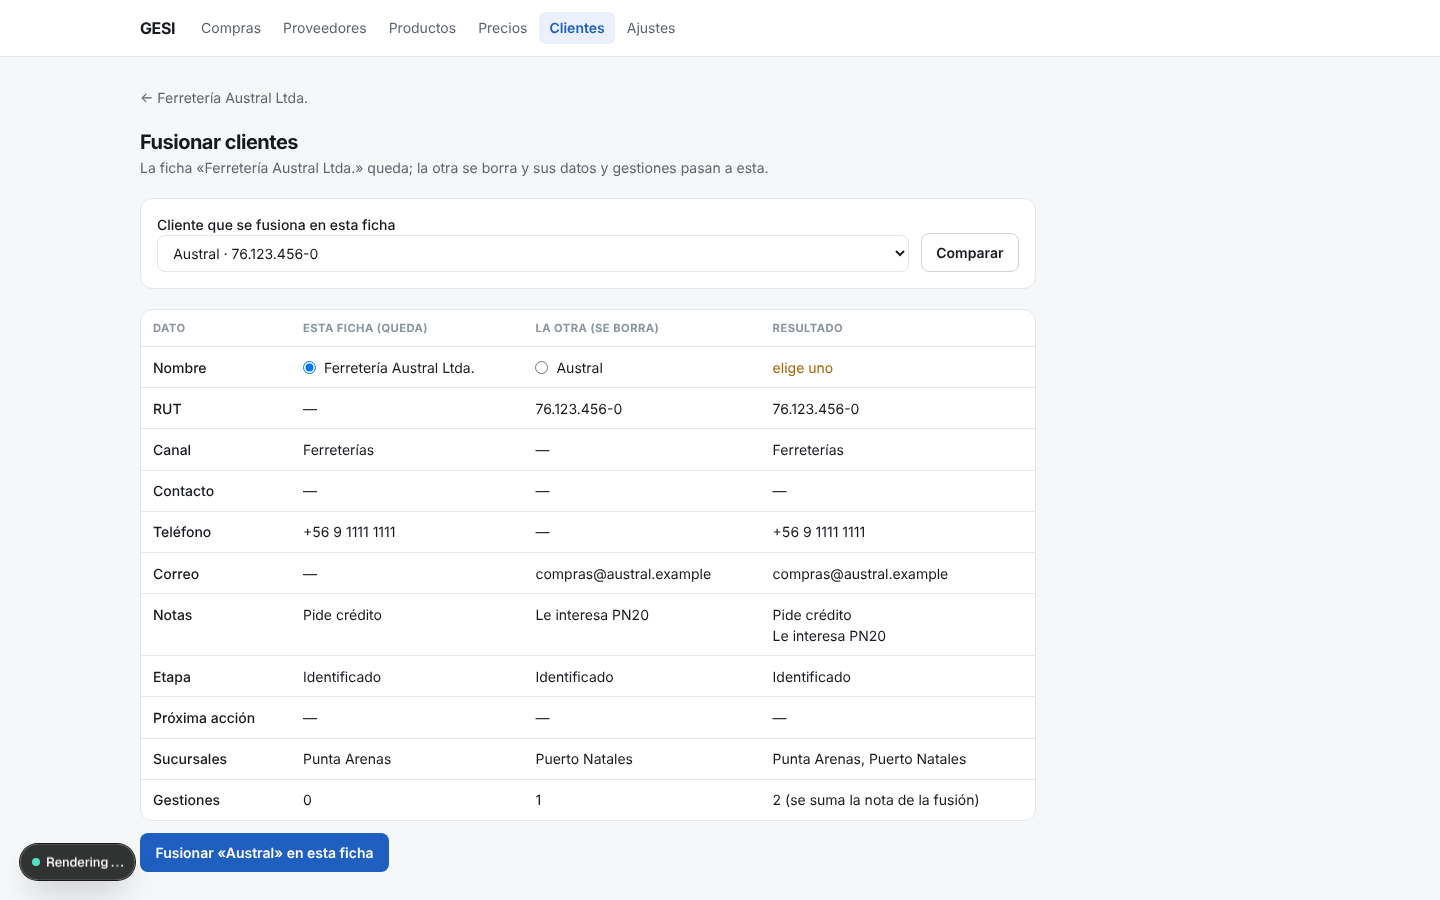 GESI Compras Proveedores Productos Precios Clientes Ajustes
← Ferretería Austral Ltda.
Fusionar clientes
La ficha «Ferretería Austral Ltda.» queda; la otra se borra y sus datos y gestiones pasan a esta.
Cliente que se fusiona en esta ficha
Austral · 76.123.456-0 Comparar
DATO ESTA FICHA (QUEDA) LA OTRA (SE BORRA) RESULTADO
Nombre Ferretería Austral Ltda. Austral elige uno
RUT — 76.123.456-0 76.123.456-0
Canal Ferreterías — Ferreterías
Contacto — — —
Teléfono +56 9 1111 1111 — +56 9 1111 1111
Correo — compras@austral.example compras@austral.example
Notas Pide crédito Le interesa PN20 Pide crédito
Le interesa PN20
Etapa Identificado Identificado Identificado
Próxima acción — — —
Sucursales Punta Arenas Puerto Natales Punta Arenas, Puerto Natales
Gestiones 0 1 2 (se suma la nota de la fusión)
Fusionar «Austral» en esta ficha
Rendering ...